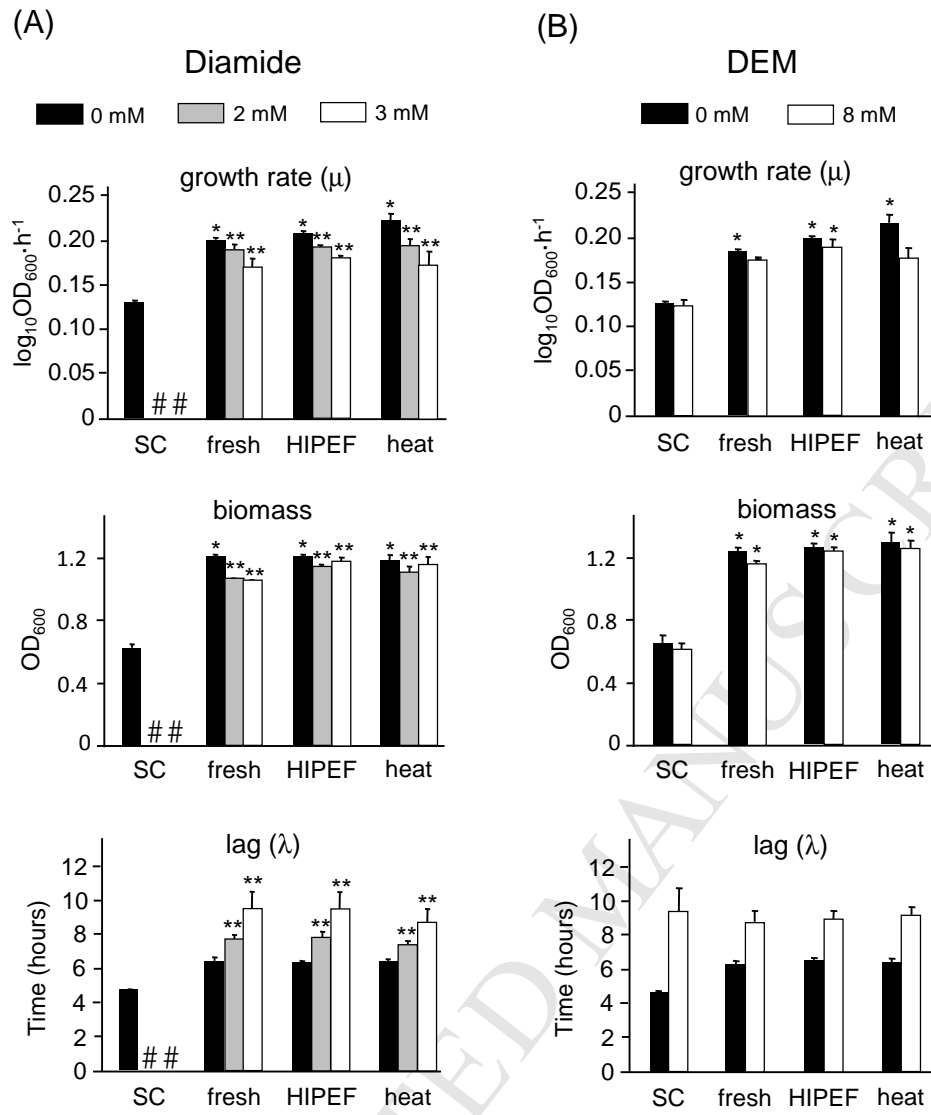 (A)
Diamide
0 mM 2 mM 3 mM
growth rate (μ)
log₁₀OD₆₀₀·h⁻¹
0.25
0.20
0.15
0.10
0.05
0
* ** **
* ** **
* ** **
# #
SC fresh HIPEF heat
biomass
OD₆₀₀
1.2
0.8
0.4
0
* ** **
* ** **
* ** **
# #
SC fresh HIPEF heat
lag (λ)
Time (hours)
12
10
8
6
4
2
0
** **
** **
** **
# #
SC fresh HIPEF heat
(B)
DEM
0 mM 8 mM
growth rate (μ)
log₁₀OD₆₀₀·h⁻¹
0.25
0.20
0.15
0.10
0.05
0
*
* *
*
SC fresh HIPEF heat
biomass
OD₆₀₀
1.2
0.8
0.4
0
* *
* *
* *
SC fresh HIPEF heat
lag (λ)
Time (hours)
12
10
8
6
4
2
0
SC fresh HIPEF heat
TED MANUSCR